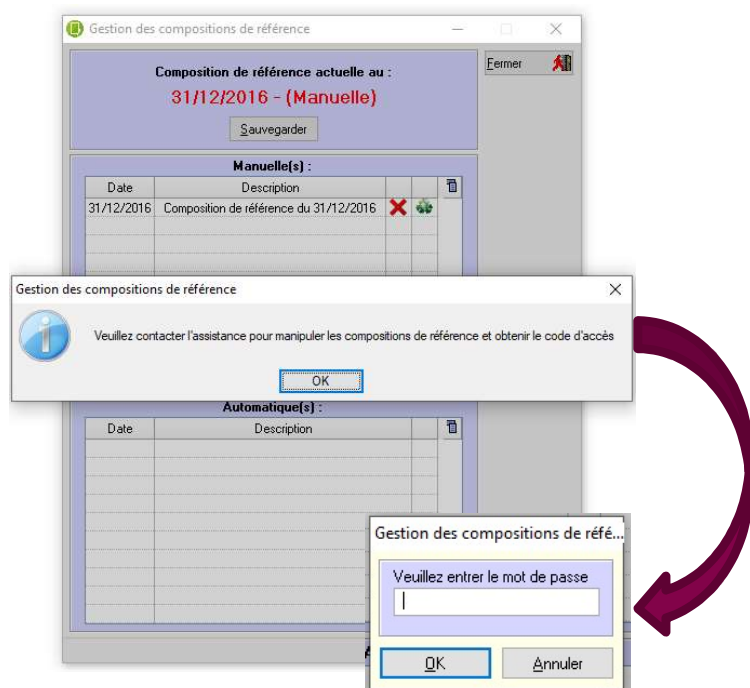 Gestion des compositions de référence
Fermer
Composition de référence actuelle au :
31/12/2016 - (Manuelle)
Sauvegarder
Manuelle(s) :
Date Description
31/12/2016 Composition de référence du 31/12/2016
Gestion des compositions de référence
Veuillez contacter l'assistance pour manipuler les compositions de référence et obtenir le code d'accès
OK
Automatique(s) :
Date Description
Gestion des compositions de réfé...
Veuillez entrer le mot de passe
OK Annuler